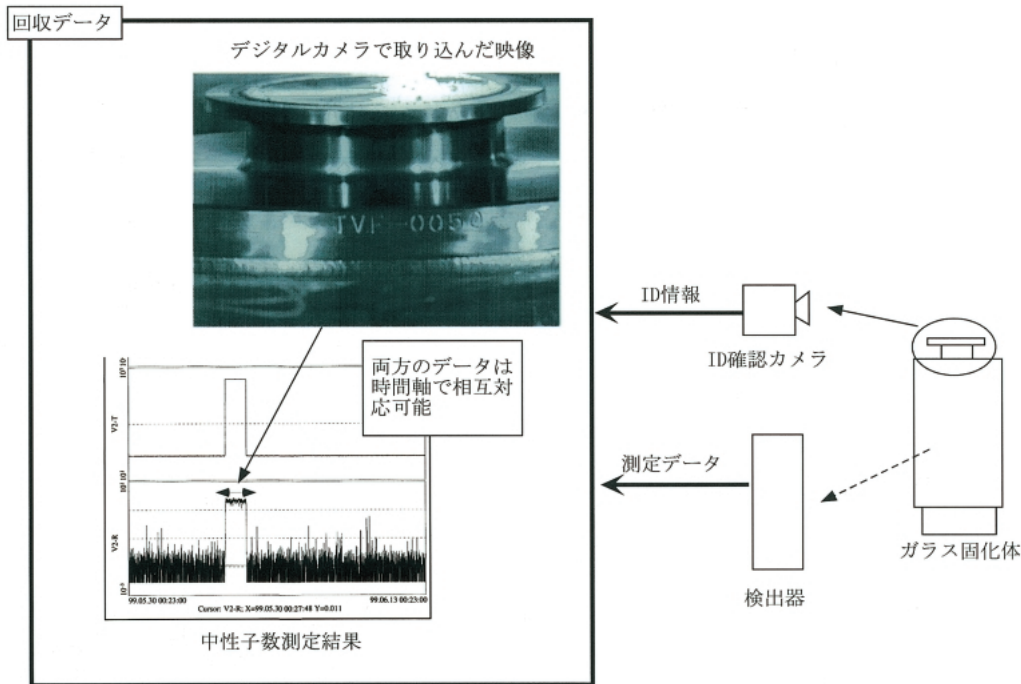 回収データ
デジタルカメラで取り込んだ映像
TVF-0050
ID情報
ID確認カメラ
両方のデータは
時間軸で相互対
応可能
V2-T
V2-R
測定データ
ガラス固化体
検出器
99.05.30 00:23:00
99.06.13 00:23:00
Cursor: V2-R; X=99.05.30 00:27:48 Y=0.011
中性子数測定結果